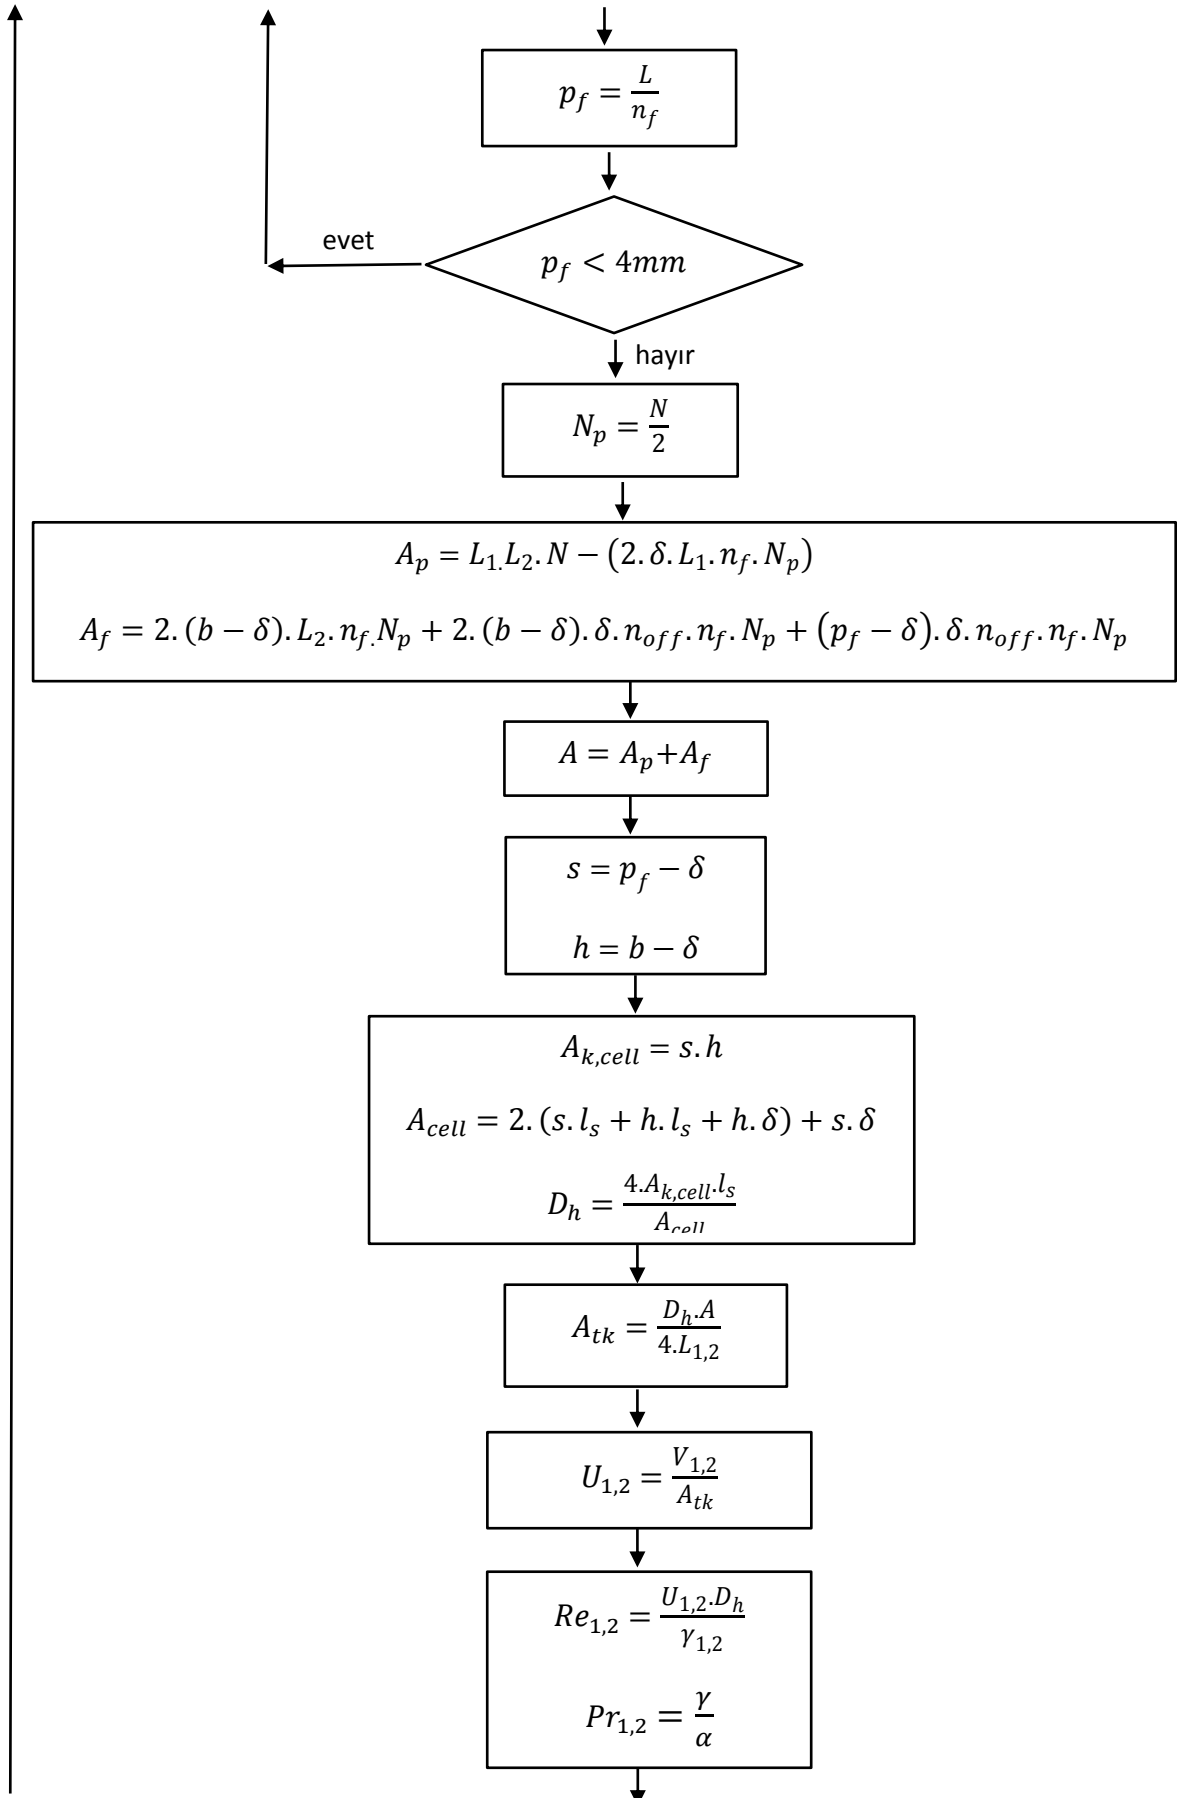 p_f = L/n_f
evet
p_f < 4mm
hayır
N_p = N/2
A_p = L_1.L_2.N − (2.δ.L_1.n_f.N_p)
A_f = 2.(b − δ).L_2.n_f.N_p + 2.(b − δ).δ.n_off.n_f.N_p + (p_f − δ).δ.n_off.n_f.N_p
A = A_p+A_f
s = p_f − δ
h = b − δ
A_k,cell = s.h
A_cell = 2.(s.l_s + h.l_s + h.δ) + s.δ
D_h = 4.A_k,cell.l_s/A_cell
A_tk = D_h.A/4.L_1,2
U_1,2 = V_1,2/A_tk
Re_1,2 = U_1,2.D_h/γ_1,2
Pr_1,2 = γ/α